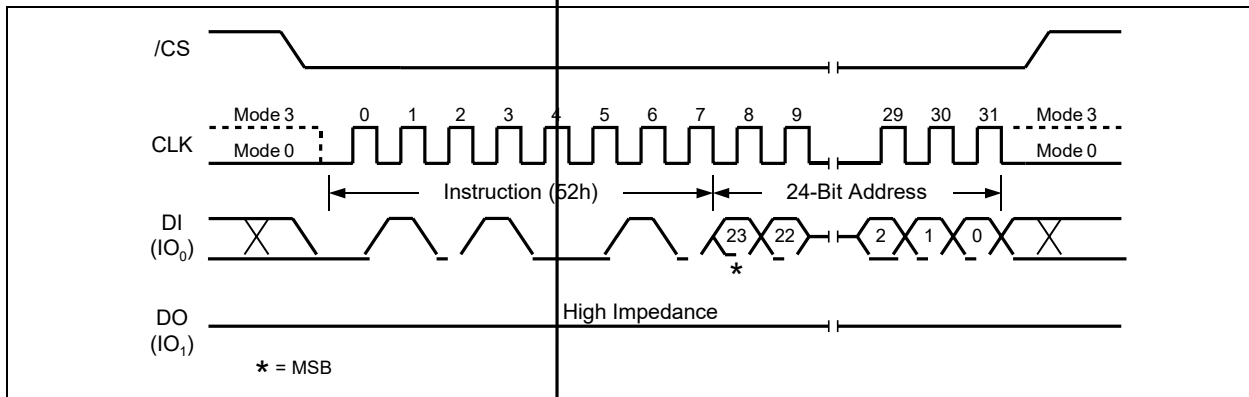 /CS
Mode 3 0 1 2 3 4 5 6 7 8 9 29 30 31 Mode 3
CLK
Mode 0 Mode 0
Instruction (52h) 24-Bit Address
DI
(IO0) 23 22 2 1 0
*
High Impedance
DO
(IO1)
* = MSB